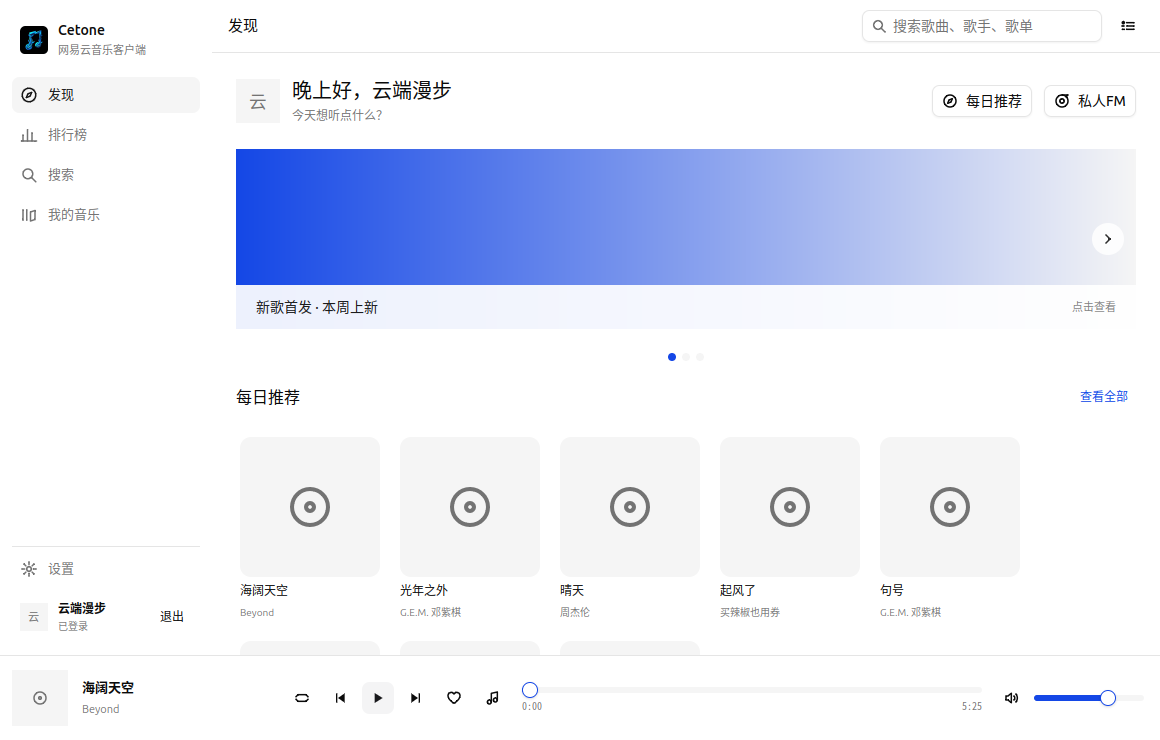 Cetone
网易云音乐客户端
发现
排行榜
搜索
我的音乐
设置
云
云端漫步
已登录
退出
发现
搜索歌曲、歌手、歌单
云
晚上好，云端漫步
今天想听点什么？
每日推荐
私人FM
新歌首发 · 本周上新
点击查看
每日推荐
查看全部
海阔天空
Beyond
光年之外
G.E.M. 邓紫棋
晴天
周杰伦
起风了
买辣椒也用券
句号
G.E.M. 邓紫棋
海阔天空
Beyond
0:00
5:25